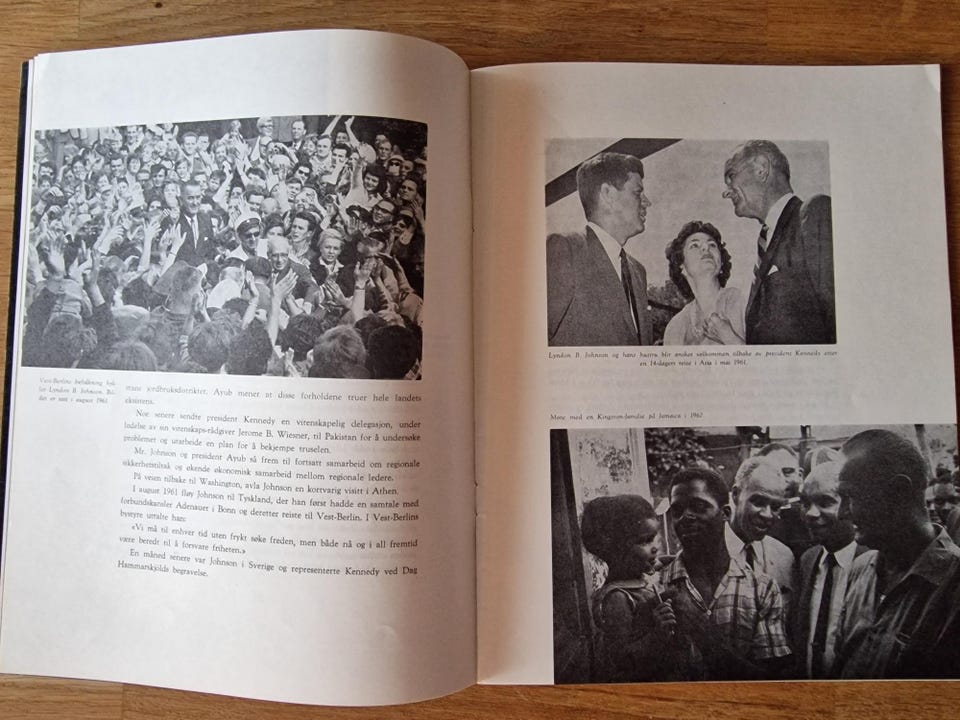 Vest-Berlins befolkning hyl-
ler Lyndon B. Johnson. Bil-
det er tatt i august 1961.
trans jordbruksdistrikter. Ayub mener at disse forholdene truer hele landets
eksistens.
Noe senere sendte president Kennedy en vitenskapelig delegasjon, under
ledelse av sin vitenskaps-rådgiver Jerome B. Wiesner, til Pakistan for å undersøke
problemet og utarbeide en plan for å bekjempe truselen.
Mr. Johnson og president Ayub så frem til fortsatt samarbeid om regionale
sikkerhetstiltak og økende økonomisk samarbeid mellom regionale ledere.
På veien tilbake til Washington, avla Johnson en kortvarig visitt i Athen.
I august 1961 fløy Johnson til Tyskland, der han først hadde en samtale med
forbundskansler Adenauer i Bonn og deretter reiste til Vest-Berlin. I Vest-Berlins
bystyre uttalte han:
«Vi må til enhver tid uten frykt søke freden, men både nå og i all fremtid
være beredt til å forsvare friheten.»
En måned senere var Johnson i Sverige og representerte Kennedy ved Dag
Hammarskjölds begravelse.
Lyndon B. Johnson og hans hustru blir ønsket velkommen tilbake av president Kennedy etter
en 14-dagers reise i Asia i mai 1961.
Møte med en Kingston-familie på Jamaica i 1962.